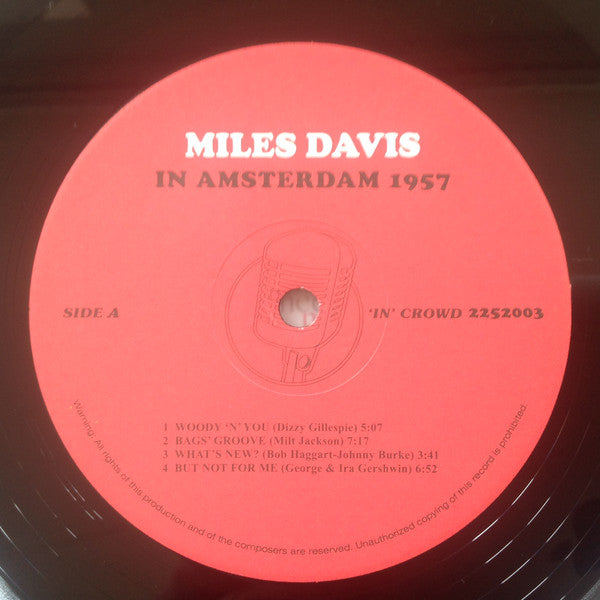 MILES DAVIS
IN AMSTERDAM 1957
SIDE A
'IN' CROWD 2252003
1 WOODY 'N' YOU (Dizzy Gillespie) 5:07
2 BAGS' GROOVE (Milt Jackson) 7:17
3 WHAT'S NEW? (Bob Haggart-Johnny Burke) 3:41
4 BUT NOT FOR ME (George & Ira Gershwin) 6:52
Warning: All rights of this production and of the composers are reserved. Unauthorized copying of this record is prohibited.